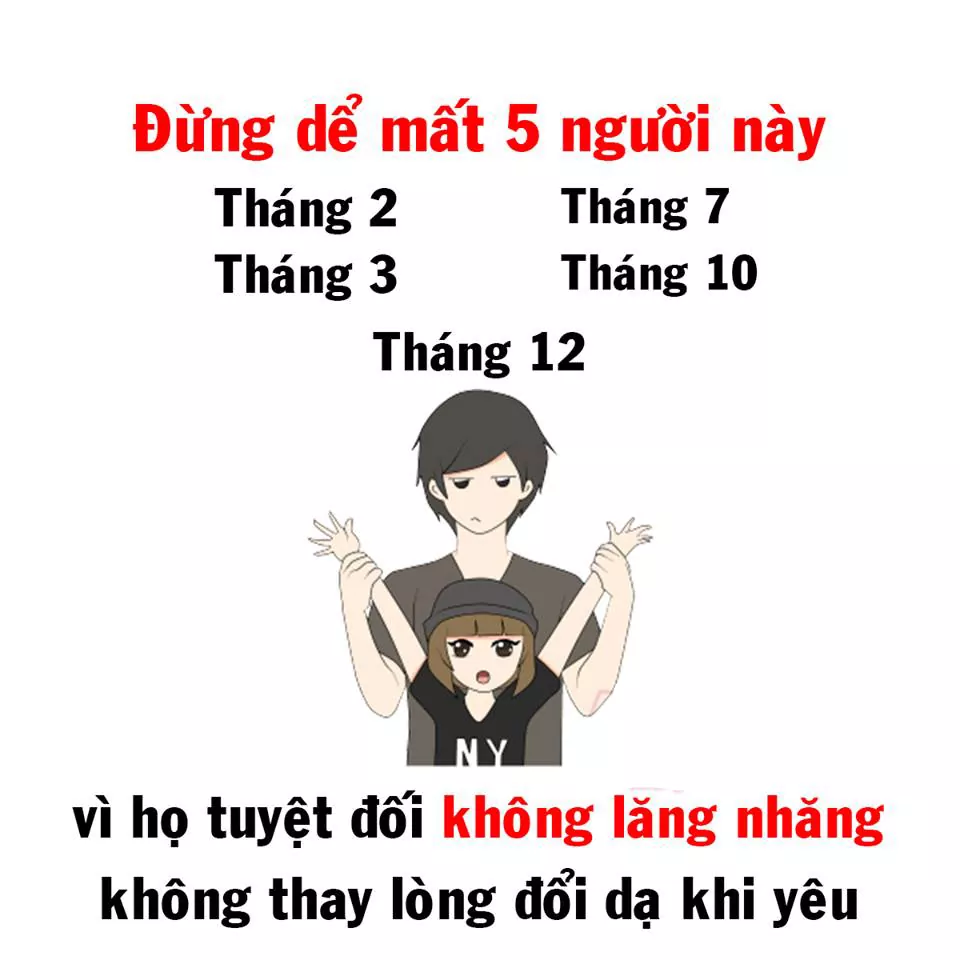 Đừng dể mất 5 người này
Tháng 2 Tháng 7
Tháng 3 Tháng 10
Tháng 12
NY
vì họ tuyệt đối không lăng nhăng
không thay lòng đổi dạ khi yêu